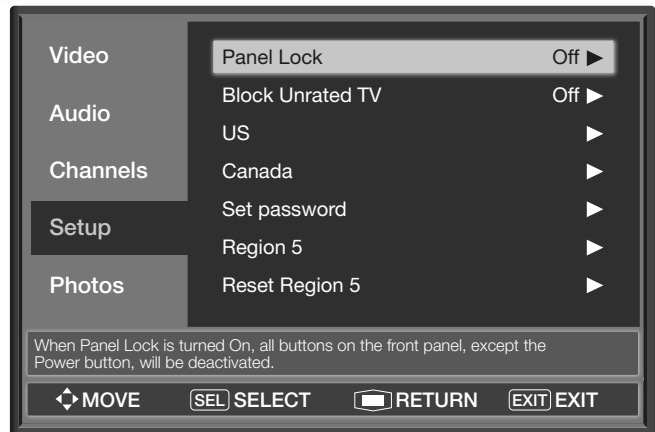 Video
Audio
Channels
Setup
Photos
Panel Lock Off
Block Unrated TV Off
US
Canada
Set password
Region 5
Reset Region 5
When Panel Lock is turned On, all buttons on the front panel, except the
Power button, will be deactivated.
MOVE SEL SELECT RETURN EXIT EXIT